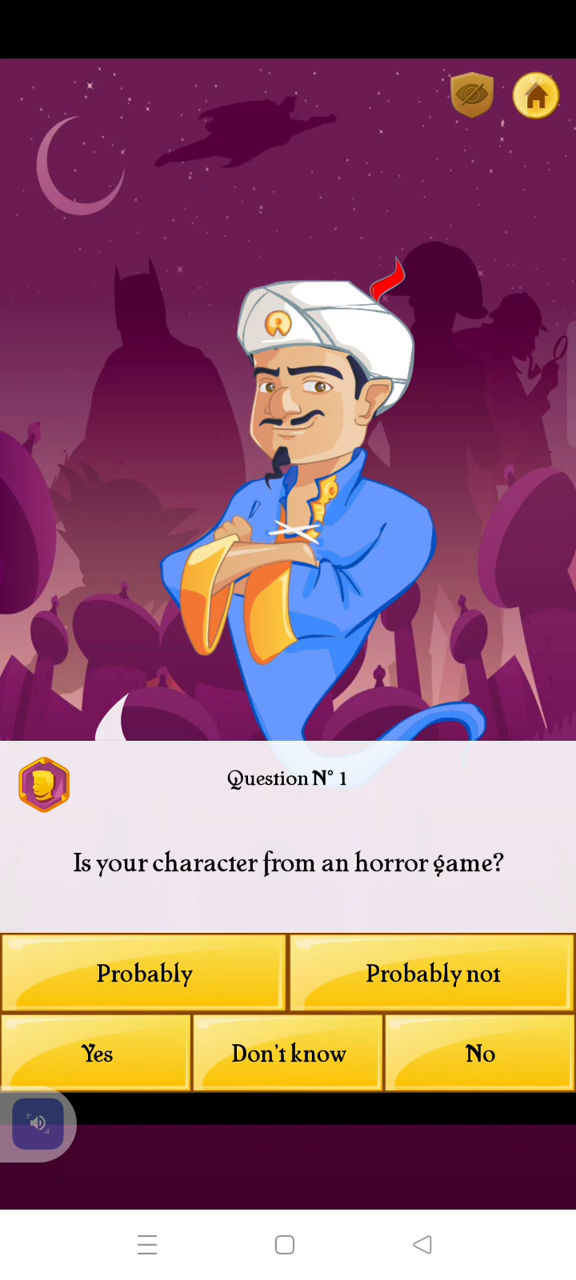 Question N° 1
Is your character from an horror game?
Probably
Probably not
Yes
Don't know
No